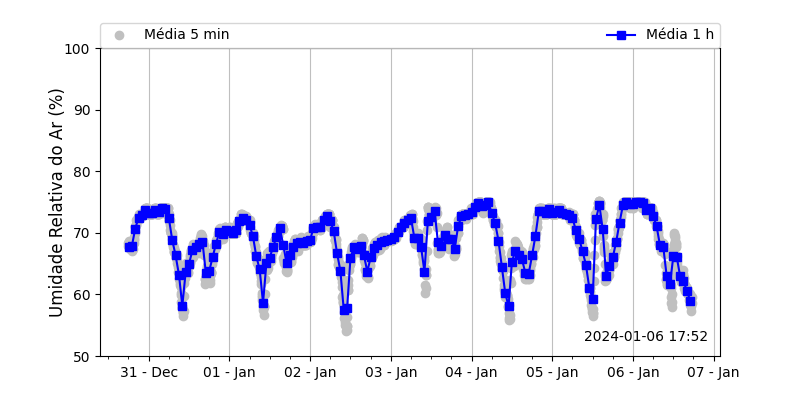 Média 5 min
Média 1 h
Umidade Relativa do Ar (%)
100
90
80
70
60
50
2024-01-06 17:52
31 - Dec
01 - Jan
02 - Jan
03 - Jan
04 - Jan
05 - Jan
06 - Jan
07 - Jan